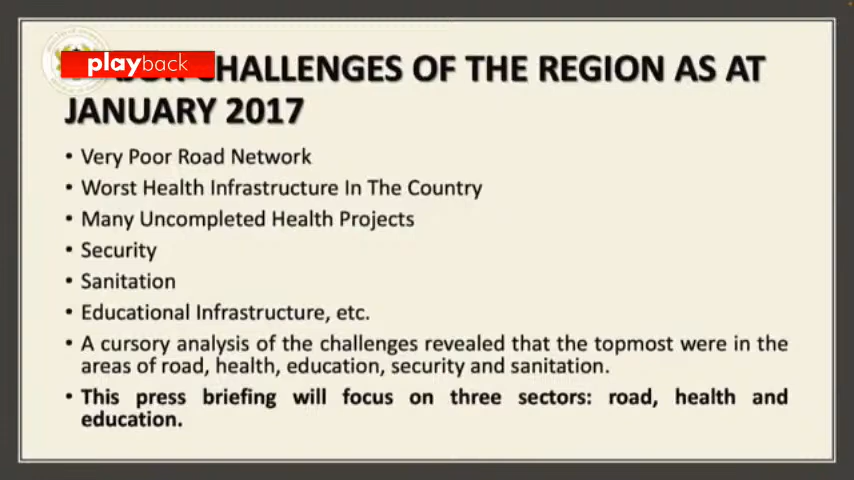 playback
CHALLENGES OF THE REGION AS AT
JANUARY 2017
• Very Poor Road Network
• Worst Health Infrastructure In The Country
• Many Uncompleted Health Projects
• Security
• Sanitation
• Educational Infrastructure, etc.
• A cursory analysis of the challenges revealed that the topmost were in the
areas of road, health, education, security and sanitation.
• This press briefing will focus on three sectors: road, health and
education.